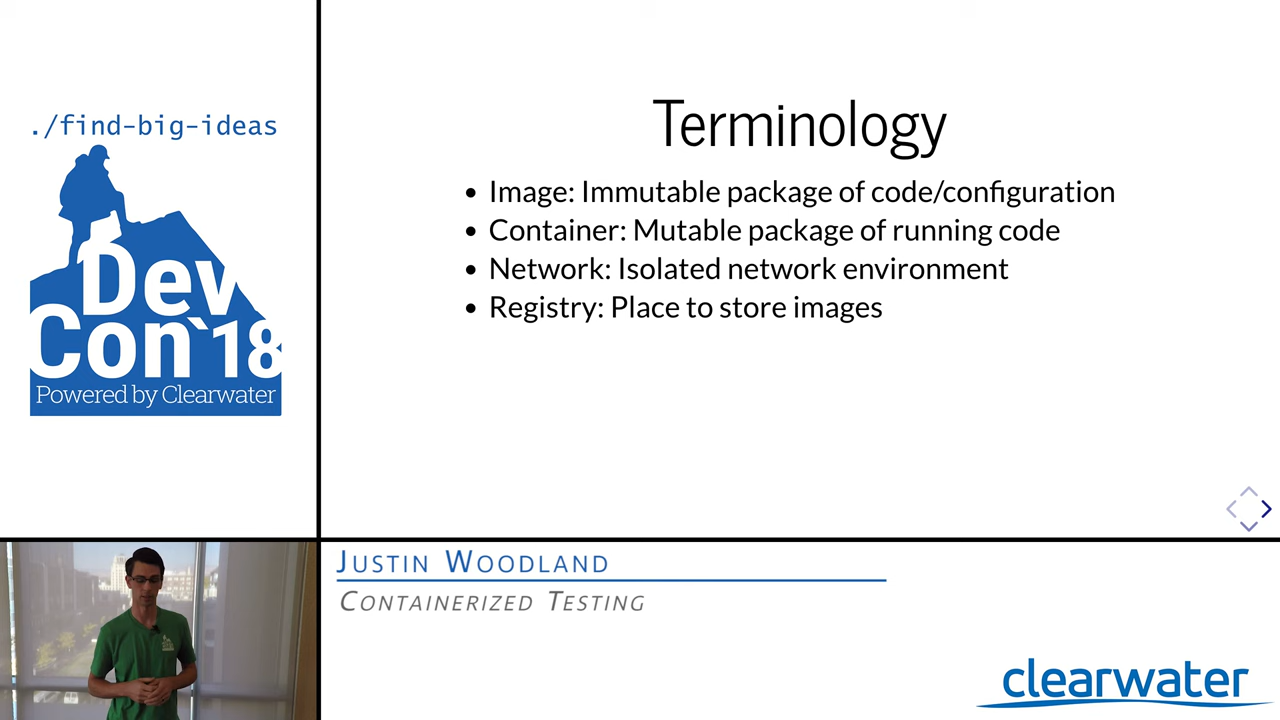 ./find-big-ideas
Dev
Con`18
Powered by Clearwater
Terminology
• Image: Immutable package of code/configuration
• Container: Mutable package of running code
• Network: Isolated network environment
• Registry: Place to store images
Justin Woodland
Containerized Testing
clearwater